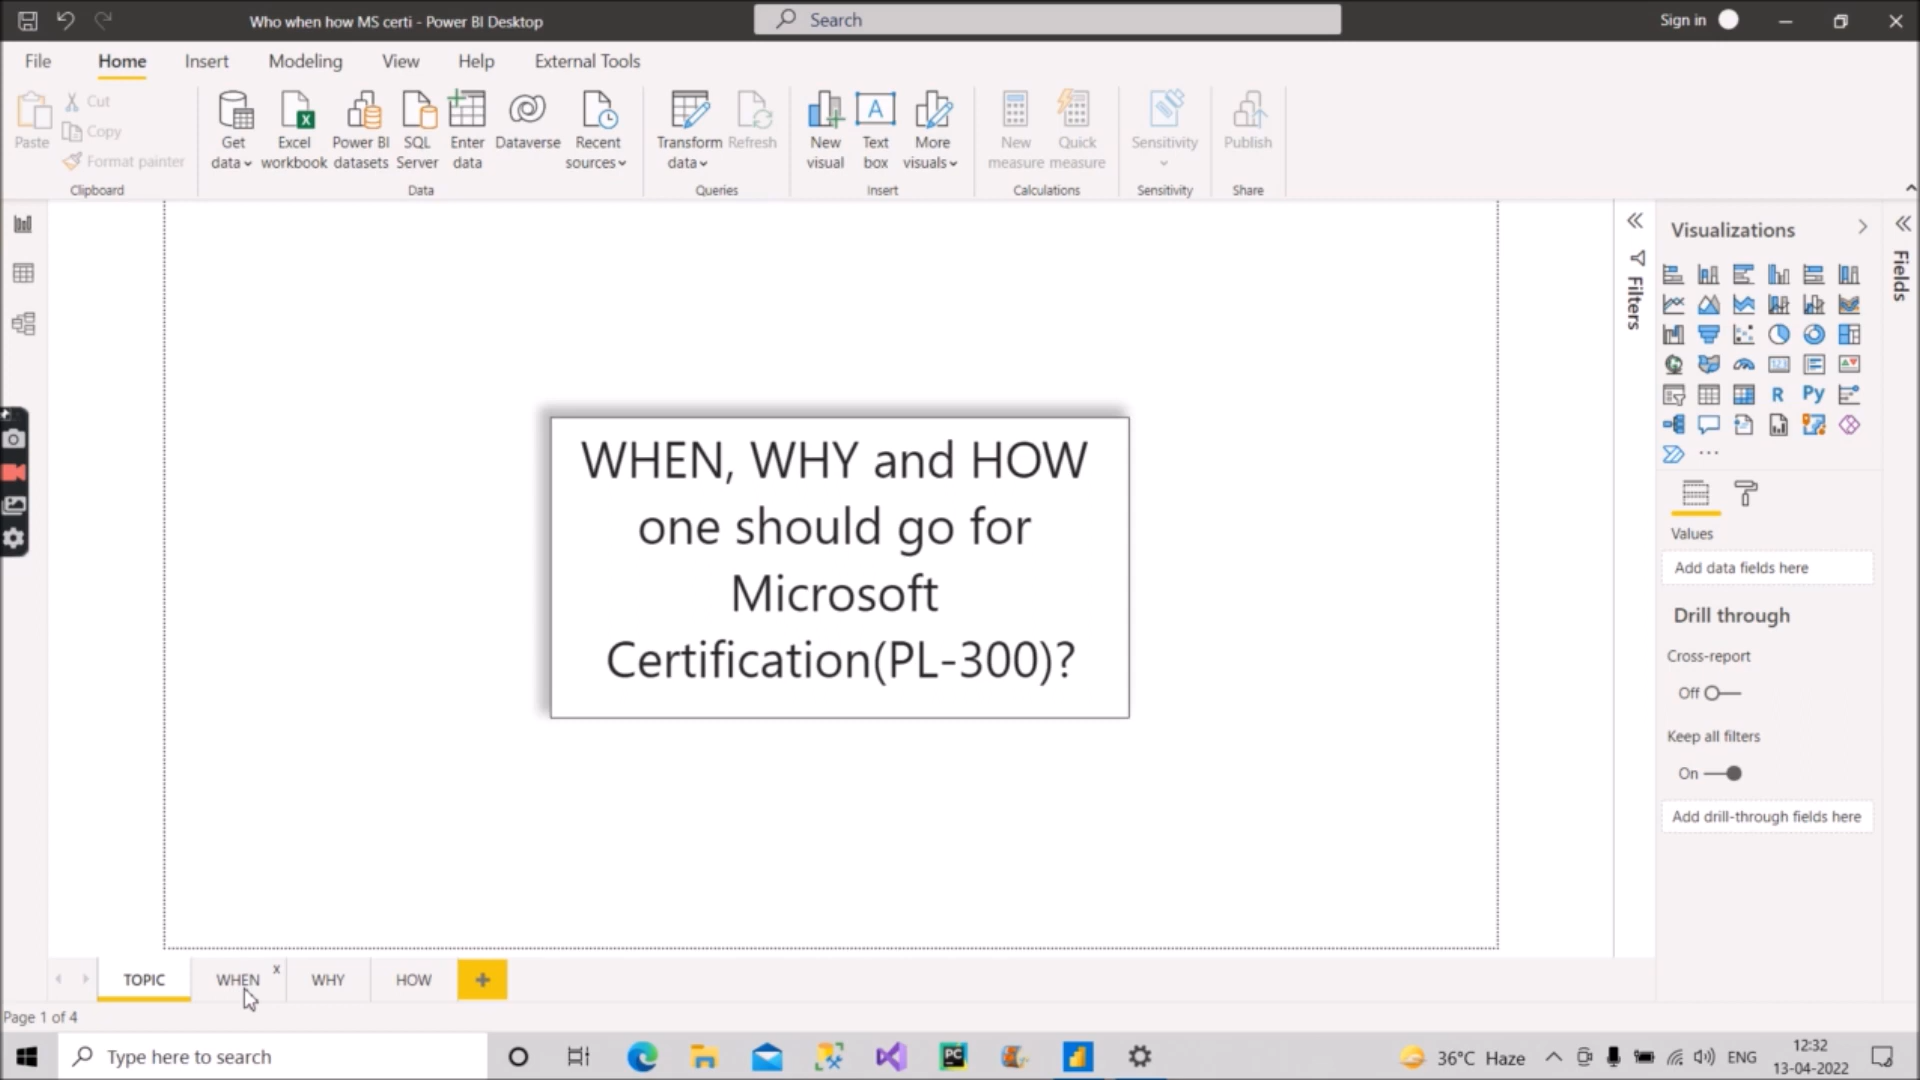 Who when how MS certi - Power BI Desktop
Search
Sign in
File
Home
Insert
Modeling
View
Help
External Tools
Paste
Cut
Copy
Format painter
Clipboard
Get data
Excel workbook
Power BI datasets
SQL Server
Enter data
Dataverse
Recent sources
Data
Transform data
Refresh
Queries
New visual
Text box
More visuals
Insert
New measure
Quick measure
Calculations
Sensitivity
Sensitivity
Publish
Share
WHEN, WHY and HOW
one should go for
Microsoft
Certification(PL-300)?
Filters
Visualizations
Fields
R
Py
Values
Add data fields here
Drill through
Cross-report
Off
Keep all filters
On
Add drill-through fields here
TOPIC
WHEN
x
WHY
HOW
Page 1 of 4
Type here to search
PC
36°C Haze
ENG
12:32
13-04-2022